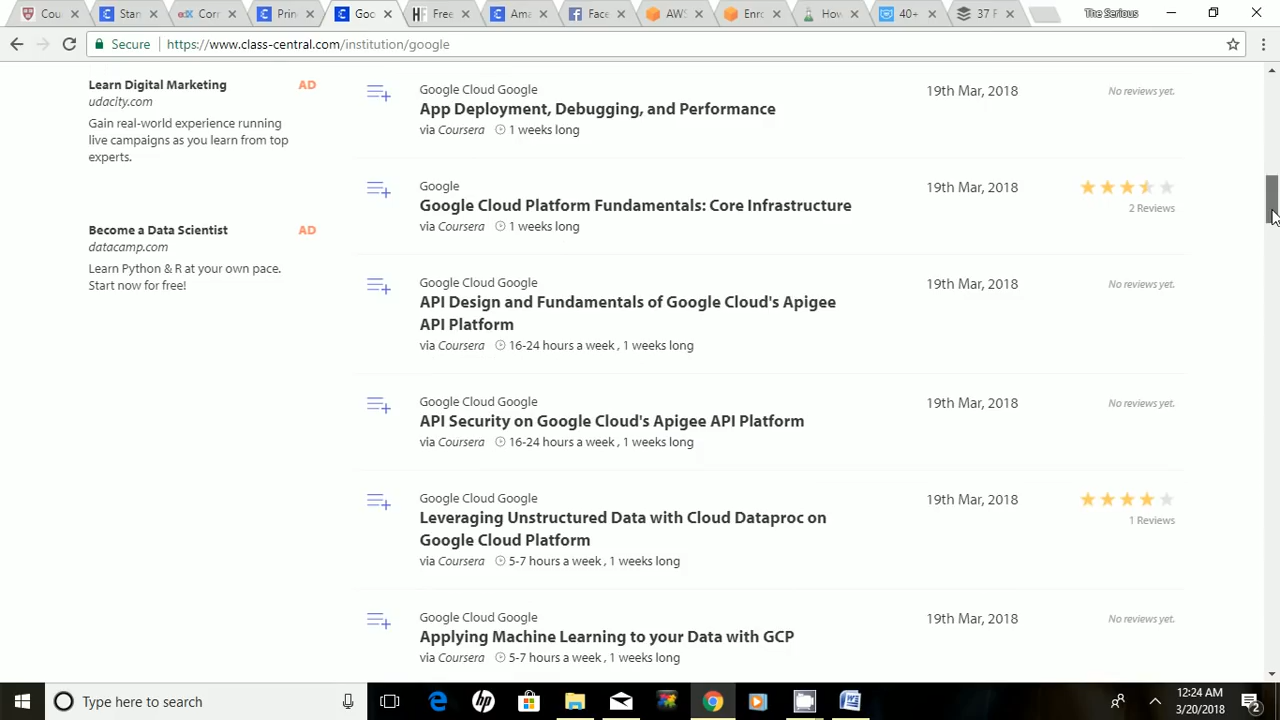 Cou
Star
Corr
Prin
Goo
Free
Ama
Face
AWS
Enro
How
40+
37 F
The Serious
Secure
https://www.class-central.com/institution/google
Learn Digital Marketing
AD
udacity.com
Gain real-world experience running
live campaigns as you learn from top
experts.
Become a Data Scientist
AD
datacamp.com
Learn Python & R at your own pace.
Start now for free!
Google Cloud Google
19th Mar, 2018
No reviews yet.
App Deployment, Debugging, and Performance
via Coursera 1 weeks long
Google
19th Mar, 2018
Google Cloud Platform Fundamentals: Core Infrastructure
2 Reviews
via Coursera 1 weeks long
Google Cloud Google
19th Mar, 2018
No reviews yet.
API Design and Fundamentals of Google Cloud's Apigee
API Platform
via Coursera 16-24 hours a week , 1 weeks long
Google Cloud Google
19th Mar, 2018
No reviews yet.
API Security on Google Cloud's Apigee API Platform
via Coursera 16-24 hours a week , 1 weeks long
Google Cloud Google
19th Mar, 2018
Leveraging Unstructured Data with Cloud Dataproc on
1 Reviews
Google Cloud Platform
via Coursera 5-7 hours a week , 1 weeks long
Google Cloud Google
19th Mar, 2018
No reviews yet.
Applying Machine Learning to your Data with GCP
via Coursera 5-7 hours a week , 1 weeks long
Type here to search
12:24 AM
3/20/2018
2